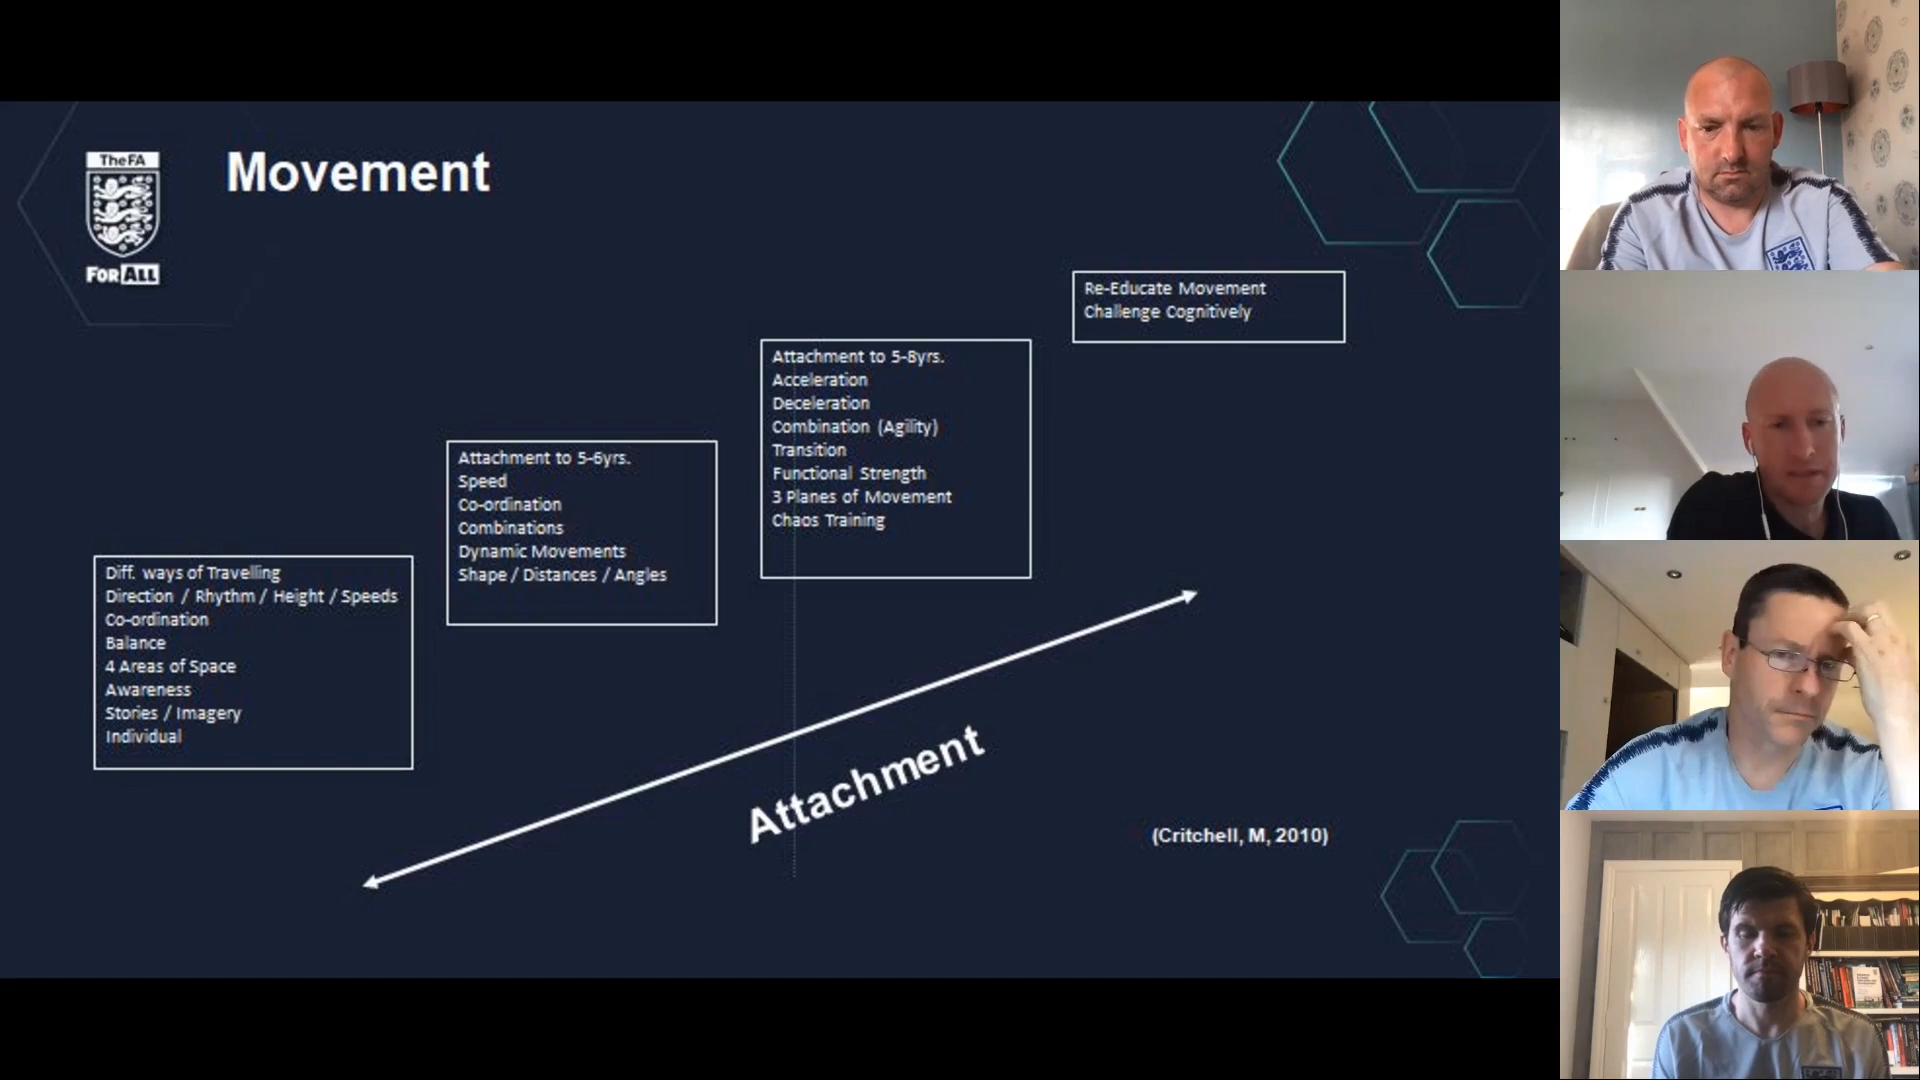 TheFA
FOR ALL
Movement
Re-Educate Movement
Challenge Cognitively
Attachment to 5-8yrs.
Acceleration
Deceleration
Combination (Agility)
Transition
Functional Strength
3 Planes of Movement
Chaos Training
Attachment to 5-6yrs.
Speed
Co-ordination
Combinations
Dynamic Movements
Shape / Distances / Angles
Diff. ways of Travelling
Direction / Rhythm / Height / Speeds
Co-ordination
Balance
4 Areas of Space
Awareness
Stories / Imagery
Individual
Attachment
(Critchell, M, 2010)